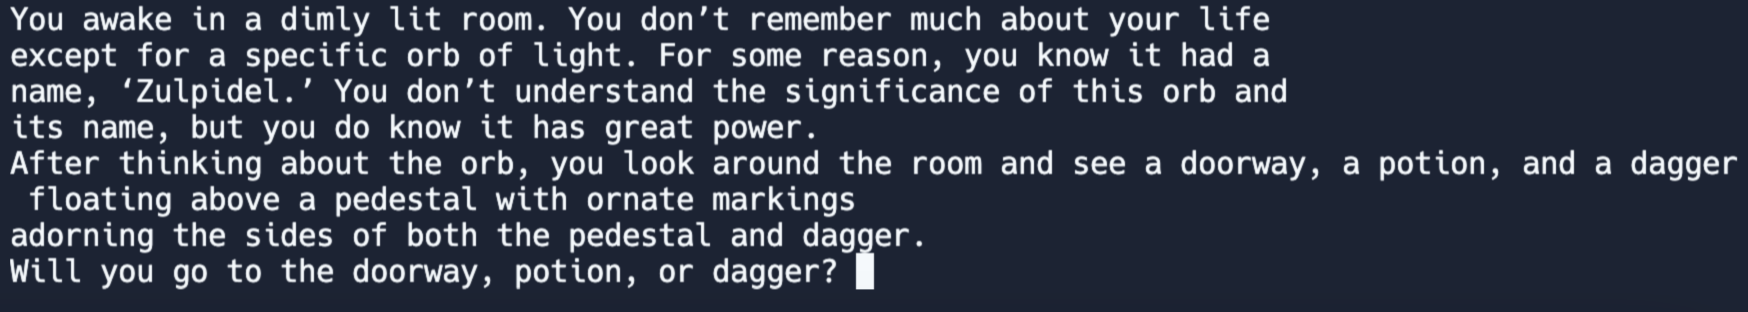 You awake in a dimly lit room. You don’t remember much about your life
except for a specific orb of light. For some reason, you know it had a
name, ‘Zulpidel.’ You don’t understand the significance of this orb and
its name, but you do know it has great power.
After thinking about the orb, you look around the room and see a doorway, a potion, and a dagger
floating above a pedestal with ornate markings
adorning the sides of both the pedestal and dagger.
Will you go to the doorway, potion, or dagger?